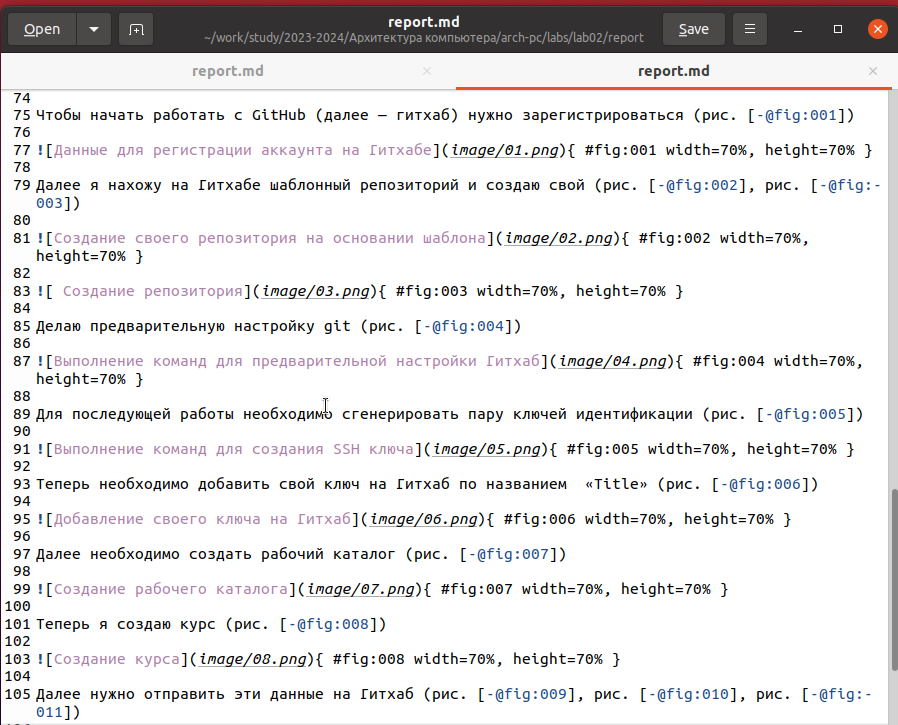 Open
report.md
~/work/study/2023-2024/Архитектура компьютера/arch-pc/labs/lab02/report
Save
report.md
report.md
74
75 Чтобы начать работать с GitHub (далее — гитхаб) нужно зарегистрироваться (рис. [-@fig:001])
76
77 ![Данные для регистрации аккаунта на Гитхабе](image/01.png){ #fig:001 width=70%, height=70% }
78
79 Далее я нахожу на Гитхабе шаблонный репозиторий и создаю свой (рис. [-@fig:002], рис. [-@fig:-
003])
80
81 ![Создание своего репозитория на основании шаблона](image/02.png){ #fig:002 width=70%,
height=70% }
82
83 ![ Создание репозитория](image/03.png){ #fig:003 width=70%, height=70% }
84
85 Делаю предварительную настройку git (рис. [-@fig:004])
86
87 ![Выполнение команд для предварительной настройки Гитхаб](image/04.png){ #fig:004 width=70%,
height=70% }
88
89 Для последующей работы необходимо сгенерировать пару ключей идентификации (рис. [-@fig:005])
90
91 ![Выполнение команд для создания SSH ключа](image/05.png){ #fig:005 width=70%, height=70% }
92
93 Теперь необходимо добавить свой ключ на Гитхаб по названием  «Title» (рис. [-@fig:006])
94
95 ![Добавление своего ключа на Гитхаб](image/06.png){ #fig:006 width=70%, height=70% }
96
97 Далее необходимо создать рабочий каталог (рис. [-@fig:007])
98
99 ![Создание рабочего каталога](image/07.png){ #fig:007 width=70%, height=70% }
100
101 Теперь я создаю курс (рис. [-@fig:008])
102
103 ![Создание курса](image/08.png){ #fig:008 width=70%, height=70% }
104
105 Далее нужно отправить эти данные на Гитхаб (рис. [-@fig:009], рис. [-@fig:010], рис. [-@fig:-
011])